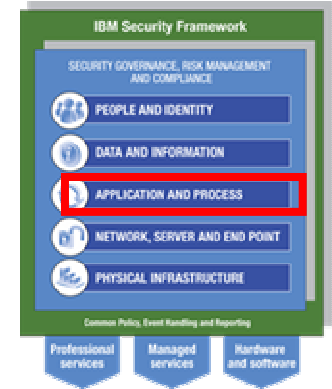 IBM Security Framework
SECURITY GOVERNANCE, RISK MANAGEMENT
AND COMPLIANCE
PEOPLE AND IDENTITY
DATA AND INFORMATION
APPLICATION AND PROCESS
NETWORK, SERVER AND END POINT
PHYSICAL INFRASTRUCTURE
Common Policy, Event Handling and Reporting
Professional
services
Managed
services
Hardware
and software